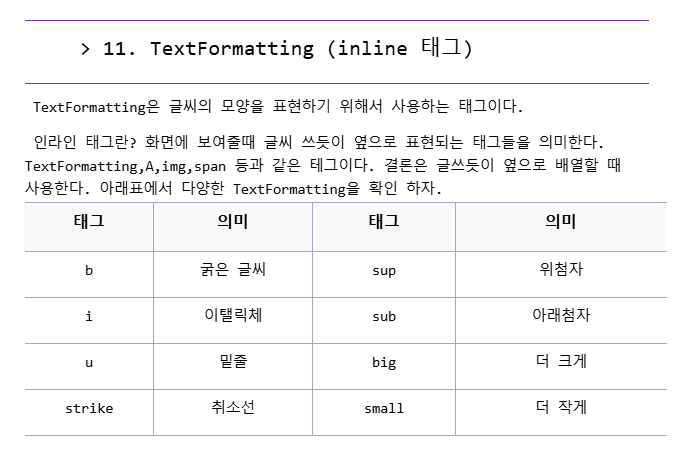 > 11. TextFormatting (inline 태그)
TextFormatting은 글씨의 모양을 표현하기 위해서 사용하는 태그이다.
인라인 태그란? 화면에 보여줄때 글씨 쓰듯이 옆으로 표현되는 태그들을 의미한다.
TextFormatting,A,img,span 등과 같은 테그이다. 결론은 글쓰듯이 옆으로 배열할 때
사용한다. 아래표에서 다양한 TextFormatting을 확인 하자.
태그 의미 태그 의미
b 굵은 글씨 sup 위첨자
i 이탤릭체 sub 아래첨자
u 밑줄 big 더 크게
strike 취소선 small 더 작게